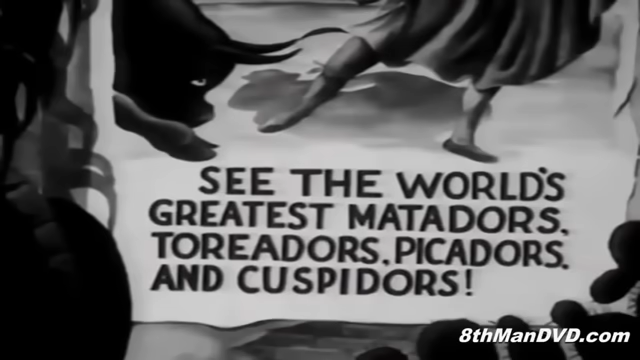 SEE THE WORLD'S
GREATEST MATADORS,
TOREADORS, PICADORS,
AND CUSPIDORS!
8thManDVD.com